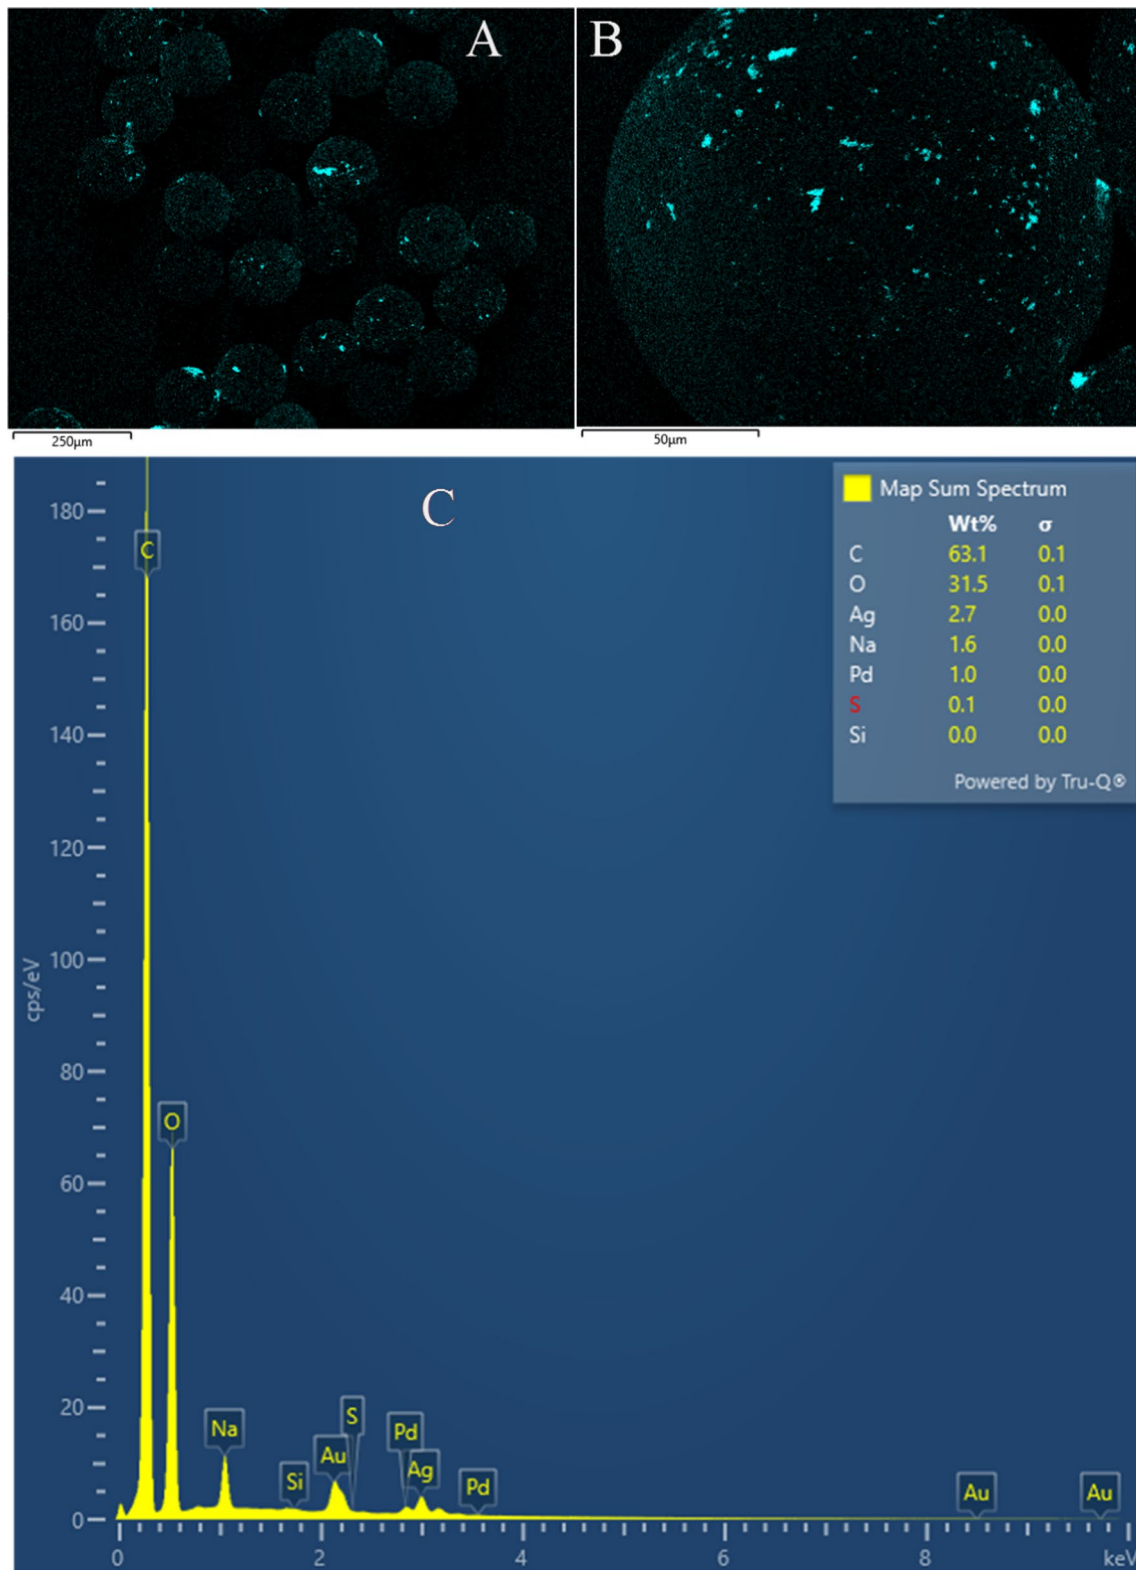 A
B
250μm
50μm
C
Map Sum Spectrum
Wt% σ
C 63.1 0.1
O 31.5 0.1
Ag 2.7 0.0
Na 1.6 0.0
Pd 1.0 0.0
S 0.1 0.0
Si 0.0 0.0
Powered by Tru-Q®
cps/eV
180
160
140
120
100
80
60
40
20
0
C
O
Na
Si
Au
S
Pd
Ag
Pd
Au
Au
0 2 4 6 8 keV